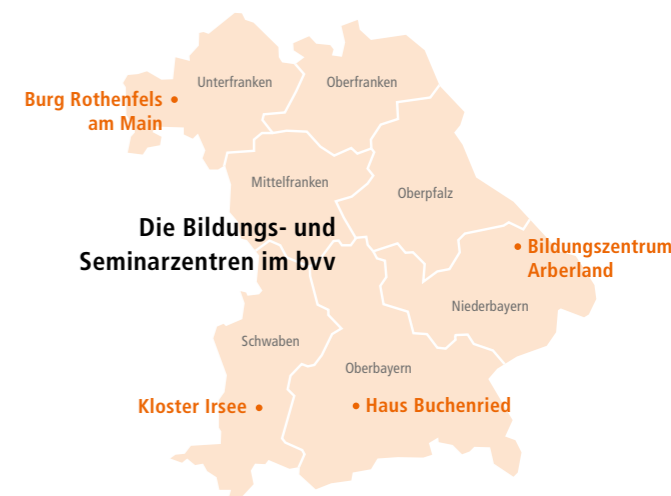 Unterfranken
Oberfranken
Burg Rothenfels
am Main
Mittelfranken
Oberpfalz
Die Bildungs- und
Seminarzentren im bvv
Bildungszentrum
Arberland
Niederbayern
Schwaben
Oberbayern
Kloster Irsee
Haus Buchenried